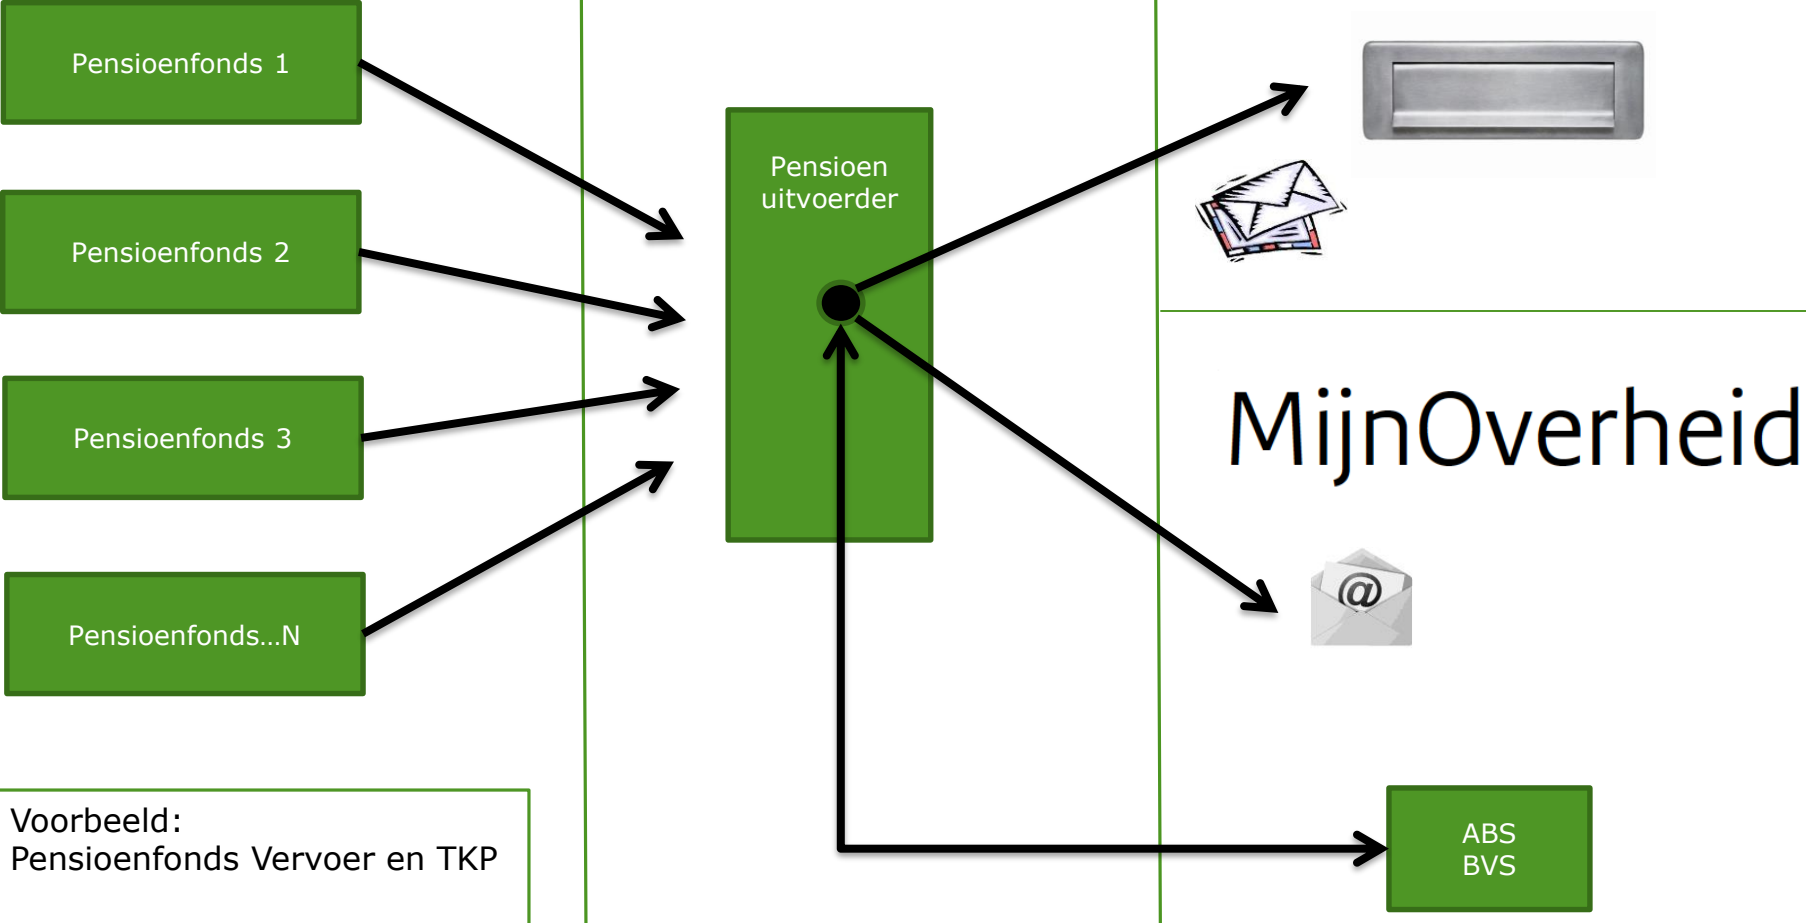 Pensioenfonds 1
Pensioenfonds 2
Pensioenfonds 3
Pensioenfonds...N
Voorbeeld:
Pensioenfonds Vervoer en TKP
Pensioen
uitvoerder
MijnOverheid
@
ABS
BVS